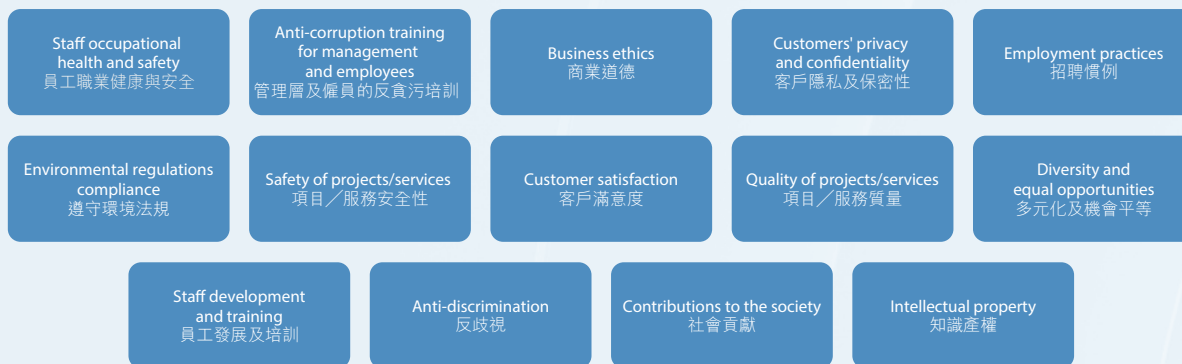 Staff occupational
health and safety
員工職業健康與安全
Anti-corruption training
for management
and employees
管理層及僱員的反貪污培訓
Business ethics
商業道德
Customers' privacy
and confidentiality
客戶隱私及保密性
Employment practices
招聘慣例
Environmental regulations
compliance
遵守環境法規
Safety of projects/services
項目／服務安全性
Customer satisfaction
客戶滿意度
Quality of projects/services
項目／服務質量
Diversity and
equal opportunities
多元化及機會平等
Staff development
and training
員工發展及培訓
Anti-discrimination
反歧視
Contributions to the society
社會貢獻
Intellectual property
知識產權